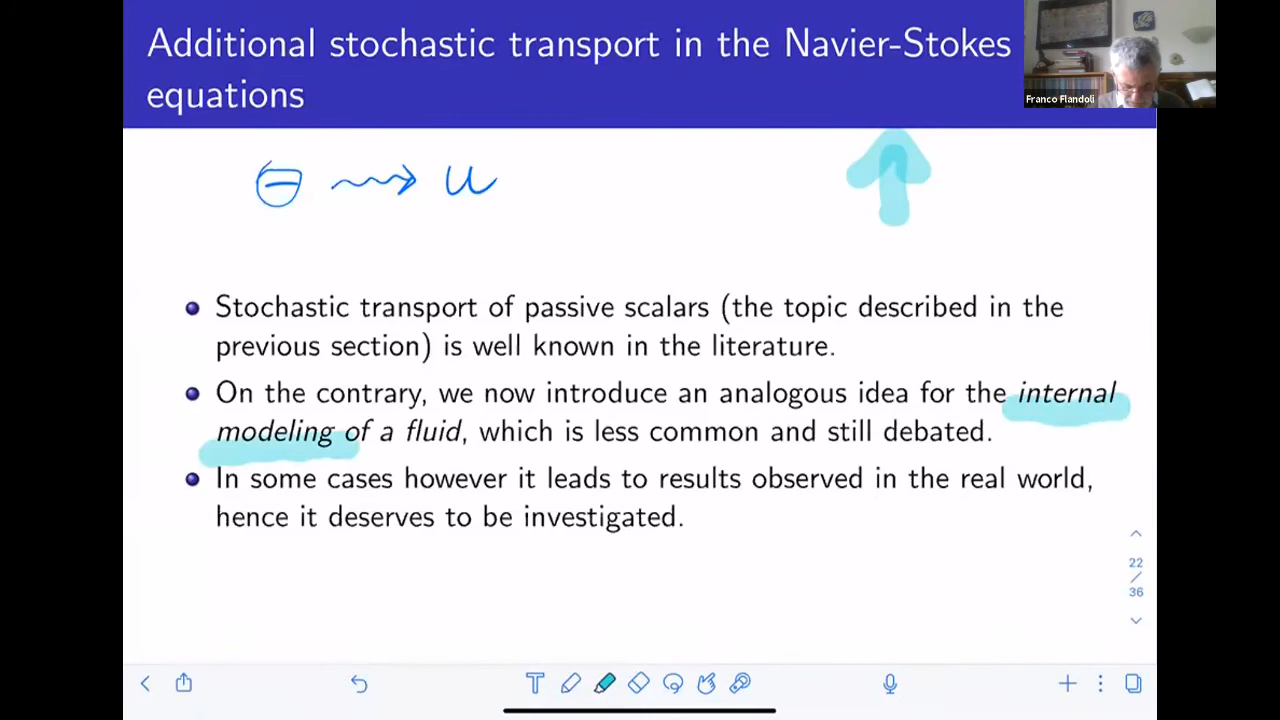 Additional stochastic transport in the Navier-Stokes
equations
Franco Flandoli
Θ ⇝ u
Stochastic transport of passive scalars (the topic described in the
previous section) is well known in the literature.
On the contrary, we now introduce an analogous idea for the internal
modeling of a fluid, which is less common and still debated.
In some cases however it leads to results observed in the real world,
hence it deserves to be investigated.
22
/
36
T